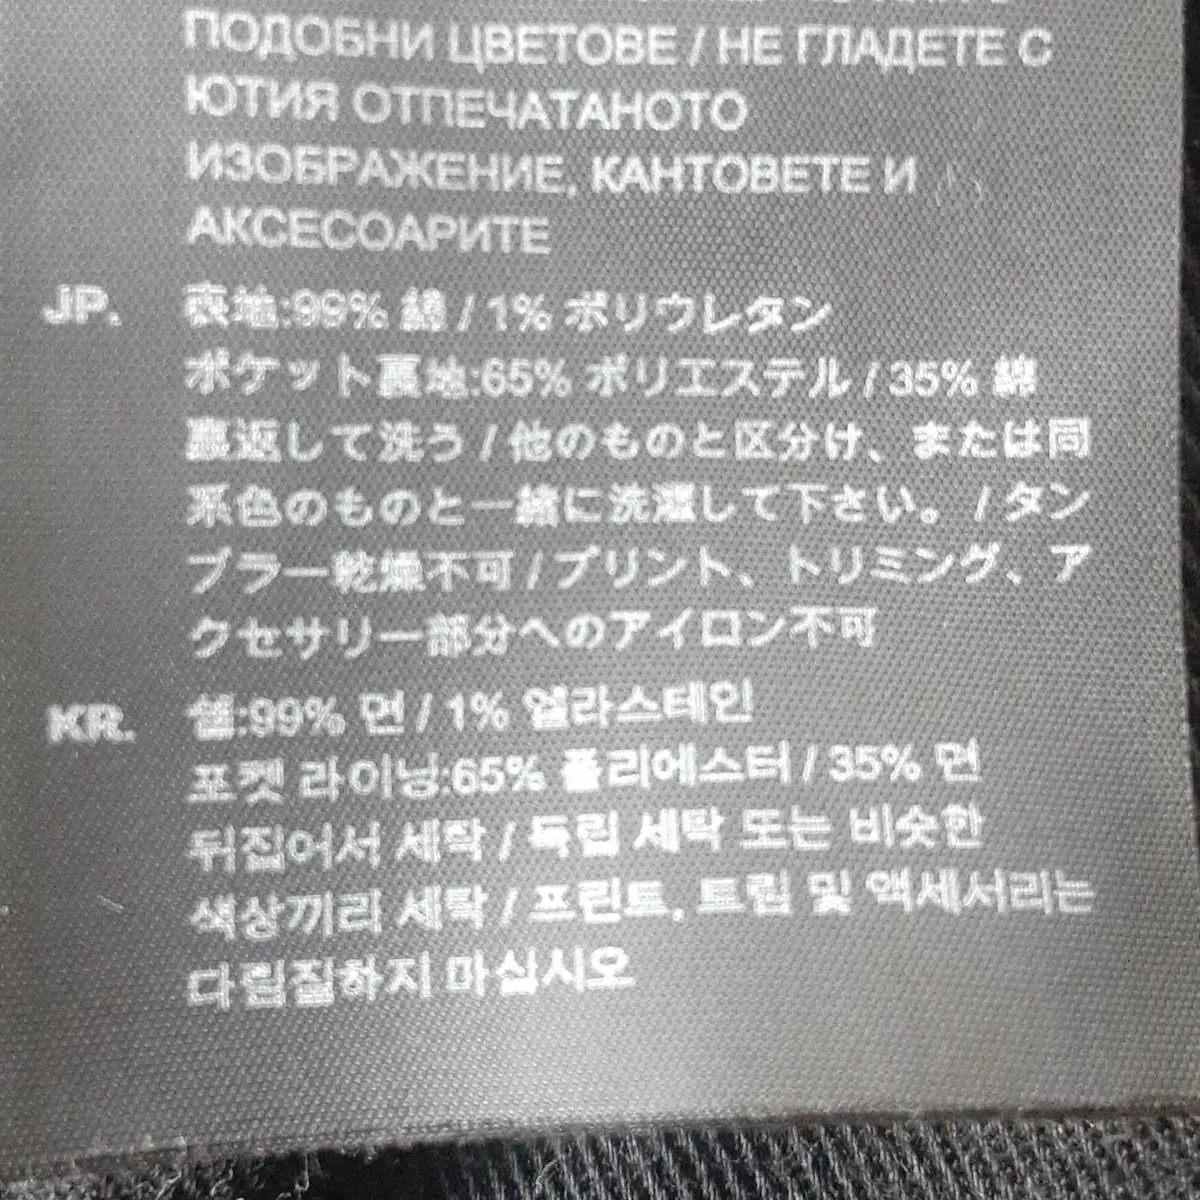 ПОДОБНИ ЦВЕТОВЕ / НЕ ГЛАДЕТЕ С
ЮТИЯ ОТПЕЧАТАНОТО
ИЗОБРАЖЕНИЕ, КАНТОВЕТЕ И
АКСЕСОАРИТЕ
JP. 表地:99% 綿 / 1% ポリウレタン
ポケット裏地:65% ポリエステル / 35% 綿
裏返して洗う / 他のものと区分け、または同
系色のものと一緒に洗濯して下さい。 / タン
ブラー乾燥不可 / プリント、トリミング、ア
クセサリー部分へのアイロン不可
KR. 쉘:99% 면 / 1% 엘라스테인
포켓 라이닝:65% 폴리에스터 / 35% 면
뒤집어서 세탁 / 독립 세탁 또는 비슷한
색상끼리 세탁 / 프린트, 트림 및 액세서리는
다림질하지 마십시오